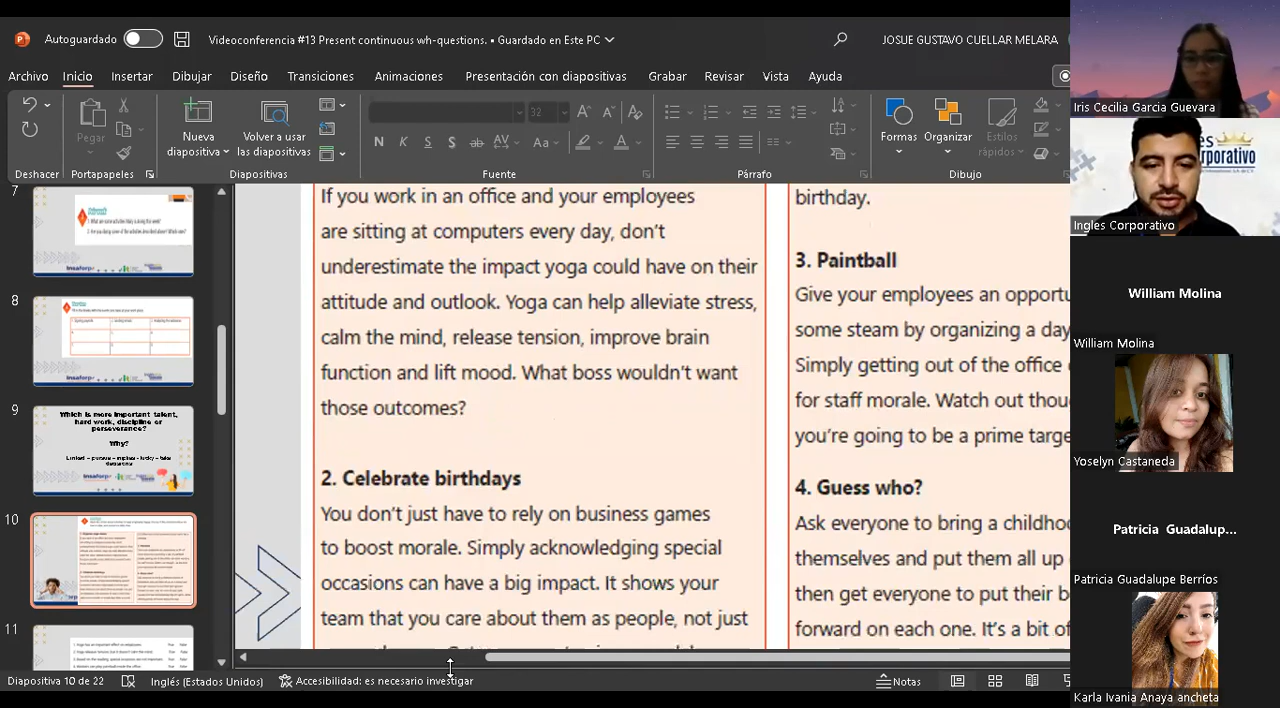 Autoguardado
Videoconferencia #13 Present continuous wh-questions. • Guardado en Este PC
JOSUE GUSTAVO CUELLAR MELARA
Archivo Inicio Insertar Dibujar Diseño Transiciones Animaciones Presentación con diapositivas Grabar Revisar Vista Ayuda
Pegar
Nueva diapositiva
Volver a usar las diapositivas
32
N K S S ab AV Aa A
Formas Organizar Estilos rápidos
Deshacer Portapapeles Diapositivas Fuente Párrafo Dibujo
7
8
9
Which is more important talent,
hard work, discipline or
perseverance?
Why?
10
11
If you work in an office and your employees
are sitting at computers every day, don't
underestimate the impact yoga could have on their
attitude and outlook. Yoga can help alleviate stress,
calm the mind, release tension, improve brain
function and lift mood. What boss wouldn't want
those outcomes?
2. Celebrate birthdays
You don't just have to rely on business games
to boost morale. Simply acknowledging special
occasions can have a big impact. It shows your
team that you care about them as people, not just
birthday.
3. Paintball
Give your employees an opportu
some steam by organizing a day
Simply getting out of the office
for staff morale. Watch out thou
you're going to be a prime targe
4. Guess who?
Ask everyone to bring a childhoo
themselves and put them all up
then get everyone to put their b
forward on each one. It's a bit of
Diapositiva 10 de 22
Inglés (Estados Unidos)
Accesibilidad: es necesario investigar
Notas
Iris Cecilia Garcia Guevara
Ingles Corporativo
William Molina
William Molina
Yoselyn Castaneda
Patricia Guadalup...
Patricia Guadalupe Berríos
Karla Ivania Anaya ancheta